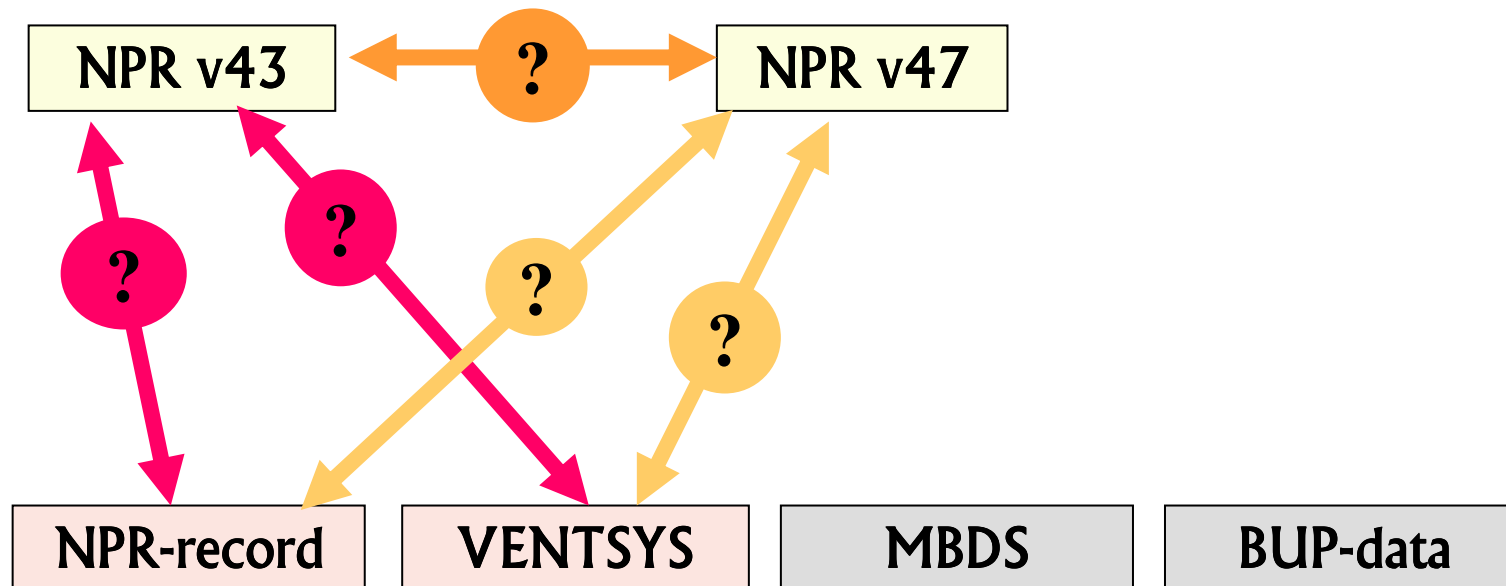 NPR v43
?
NPR v47
?
?
?
?
NPR-record
VENTSYS
MBDS
BUP-data